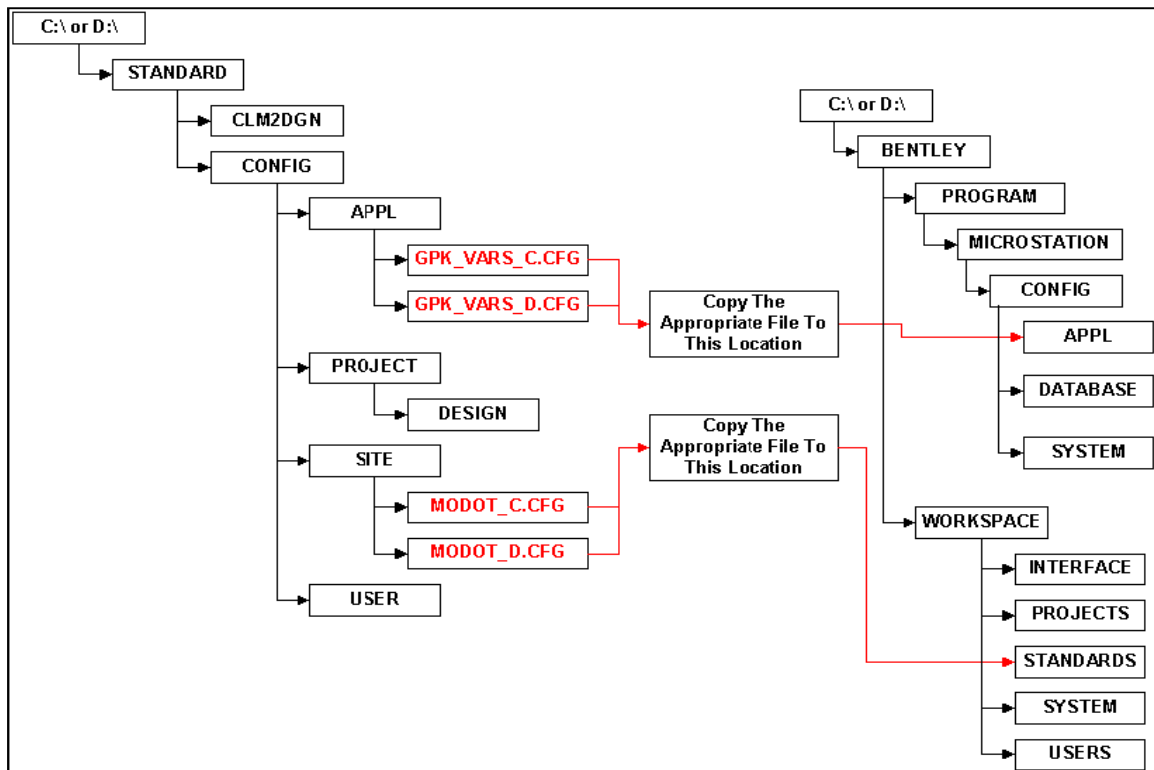 C:\ or D:\
STANDARD
CLM2DGN
CONFIG
APPL
GPK_VARS_C.CFG
GPK_VARS_D.CFG
PROJECT
DESIGN
SITE
MODOT_C.CFG
MODOT_D.CFG
USER
Copy The
Appropriate File To
This Location
Copy The
Appropriate File To
This Location
C:\ or D:\
BENTLEY
PROGRAM
MICROSTATION
CONFIG
APPL
DATABASE
SYSTEM
WORKSPACE
INTERFACE
PROJECTS
STANDARDS
SYSTEM
USERS